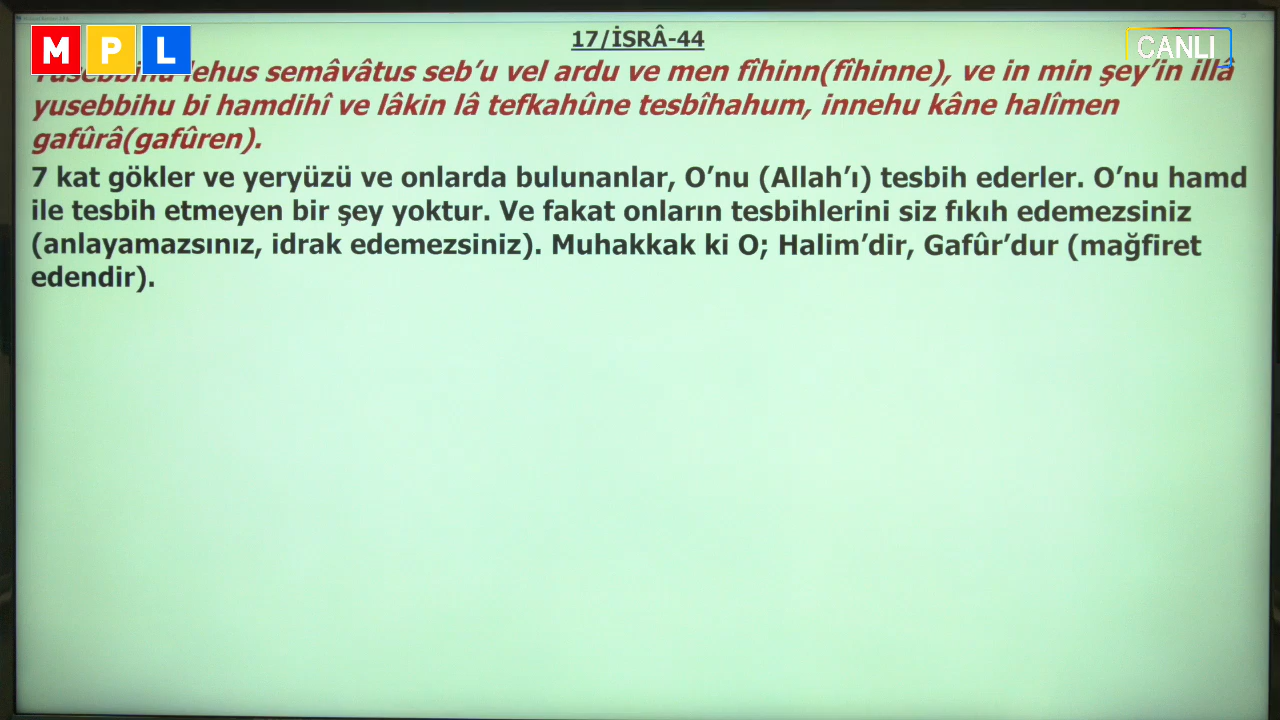 M P L
CANLI
17/İSRÂ-44
lehus semâvâtus seb’u vel ardu ve men fîhinn(fîhinne), ve in min şey’in illâ
yusebbihu bi hamdihî ve lâkin lâ tefkahûne tesbîhahum, innehu kâne halîmen
gafûrâ(gafûren).
7 kat gökler ve yeryüzü ve onlarda bulunanlar, O’nu (Allah’ı) tesbih ederler. O’nu hamd
ile tesbih etmeyen bir şey yoktur. Ve fakat onların tesbihlerini siz fıkıh edemezsiniz
(anlayamazsınız, idrak edemezsiniz). Muhakkak ki O; Halim’dir, Gafûr’dur (mağfiret
edendir).